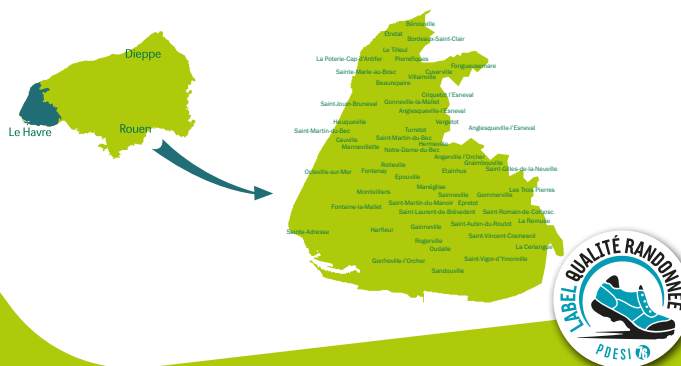 Dieppe
Le Havre
Rouen
Bénouville
Etretat
Bordeaux-Saint-Clair
Le Tilleul
La Poterie-Cap-d'Antifer
Pierrefiques
Fongueusemare
Sainte-Marie-au-Bosc
Cuverville
Villainville
Beaurepaire
Criquetot l'Esneval
Saint-Jouin-Bruneval
Gonneville-la-Mallet
Anglesqueville-l'Esneval
Heuqueville
Vergetot
Saint-Martin-du-Bec
Turretot
Anglesqueville-l'Esneval
Cauville
Saint-Martin-du-Bec
Hermeville
Mannevillette
Notre-Dame-du-Bec
Angerville l'Orcher
Graimbouville
Rolleville
Octeville-sur-Mer
Fontenay
Etainhus
Saint-Gilles-de-la-Neuville
Epouville
Manéglise
Montivilliers
Sainneville
Gommerville
Les Trois Pierres
Fontaine-la-Mallet
Saint-Martin-du-Manoir
Epretot
Saint-Laurent-de-Brèvedent
Saint-Romain-de-Colbosc
Sainte-Adresse
Harfleur
Gainneville
Saint-Aubin-du-Routot
La Remuée
Saint-Vincent-Cramesnil
Rogerville
Oudalle
La Cerlangue
Gonfreville-l'Orcher
Saint-Vigor-d'Ymonville
Sandouville
LABEL QUALITÉ RANDONNÉE
PDESI 76